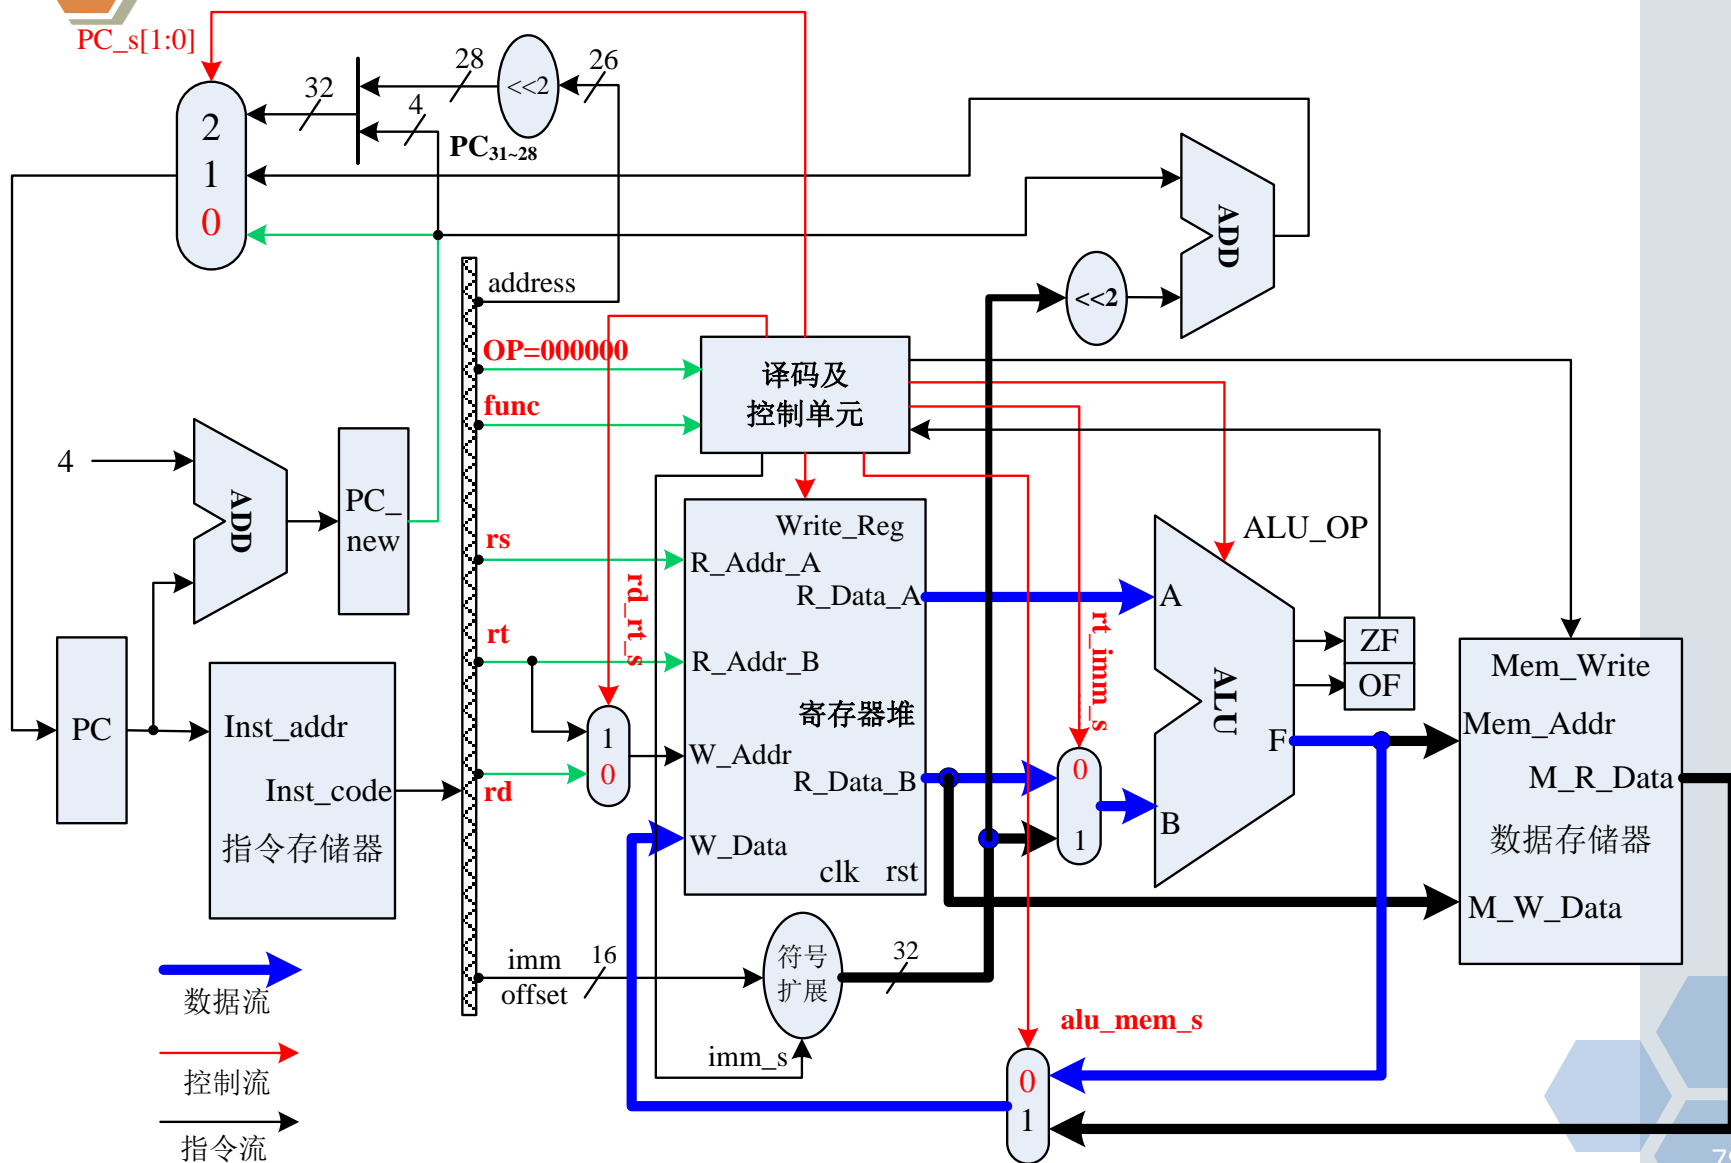 PC_s[1:0]
28
<<2
26
32
4
PC31~28
2
1
0
ADD
<<2
address
OP=000000
func
译码及
控制单元
4
ADD
PC_
new
rs
rt
rd
rd_rt_s
Write_Reg
R_Addr_A
R_Data_A
R_Addr_B
寄存器堆
W_Addr
R_Data_B
W_Data
clk rst
1
0
rt_imm_s
0
1
ALU_OP
A
ALU
F
B
ZF
OF
Mem_Write
Mem_Addr
M_R_Data
数据存储器
M_W_Data
PC
Inst_addr
Inst_code
指令存储器
imm
offset
16
符号
扩展
32
imm_s
alu_mem_s
0
1
数据流
控制流
指令流